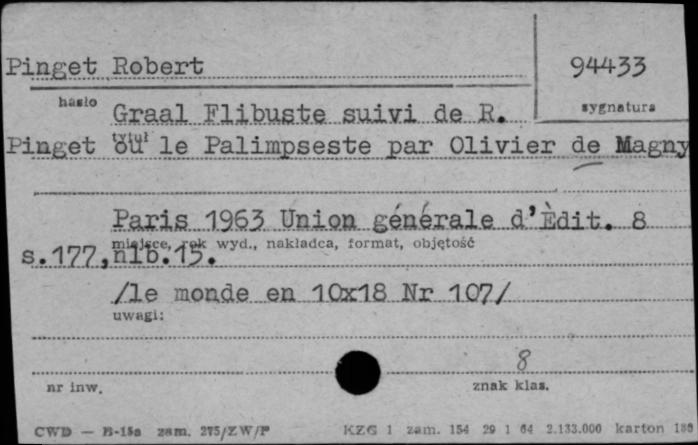 Pinget Robert 94433
hasło sygnatura
Graal Flibuste suivi de R.
tytuł
Pinget ou le Palimpseste par Olivier de Magny
Paris 1963 Union générale d'Èdit. 8
miejsce, rok wyd., nakładca, format, objętość
s.177,nlb.15.
/le monde en 10x18 Nr 107/
uwagi:
8
nr inw. znak klas.
CWD — B-15a zam. 275/ZW/P KZG 1 zam. 154 29 1 64 2.133.000 karton